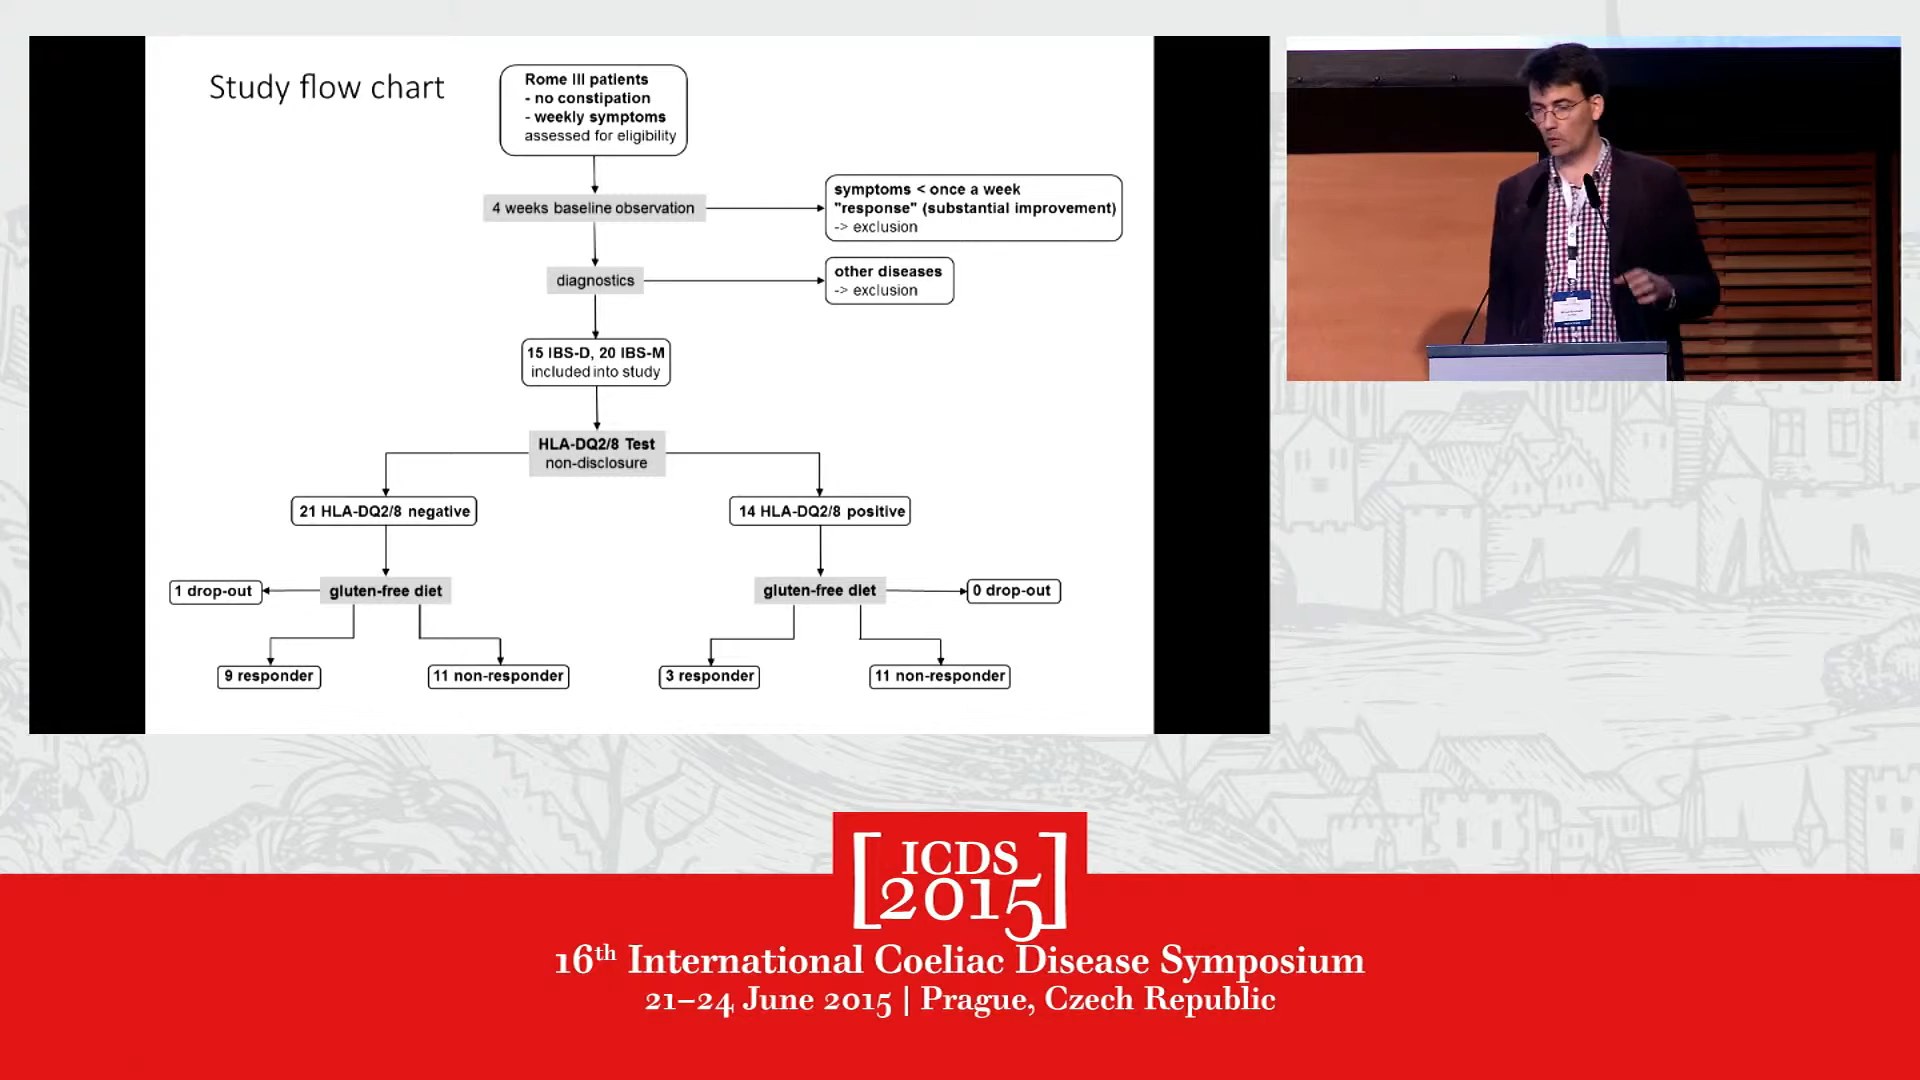 Study flow chart
Rome III patients
- no constipation
- weekly symptoms
assessed for eligibility
4 weeks baseline observation
symptoms < once a week
"response" (substantial improvement)
-> exclusion
diagnostics
other diseases
-> exclusion
15 IBS-D, 20 IBS-M
included into study
HLA-DQ2/8 Test
non-disclosure
21 HLA-DQ2/8 negative
14 HLA-DQ2/8 positive
1 drop-out
gluten-free diet
gluten-free diet
0 drop-out
9 responder
11 non-responder
3 responder
11 non-responder
[ICDS
2015]
16th International Coeliac Disease Symposium
21–24 June 2015 | Prague, Czech Republic